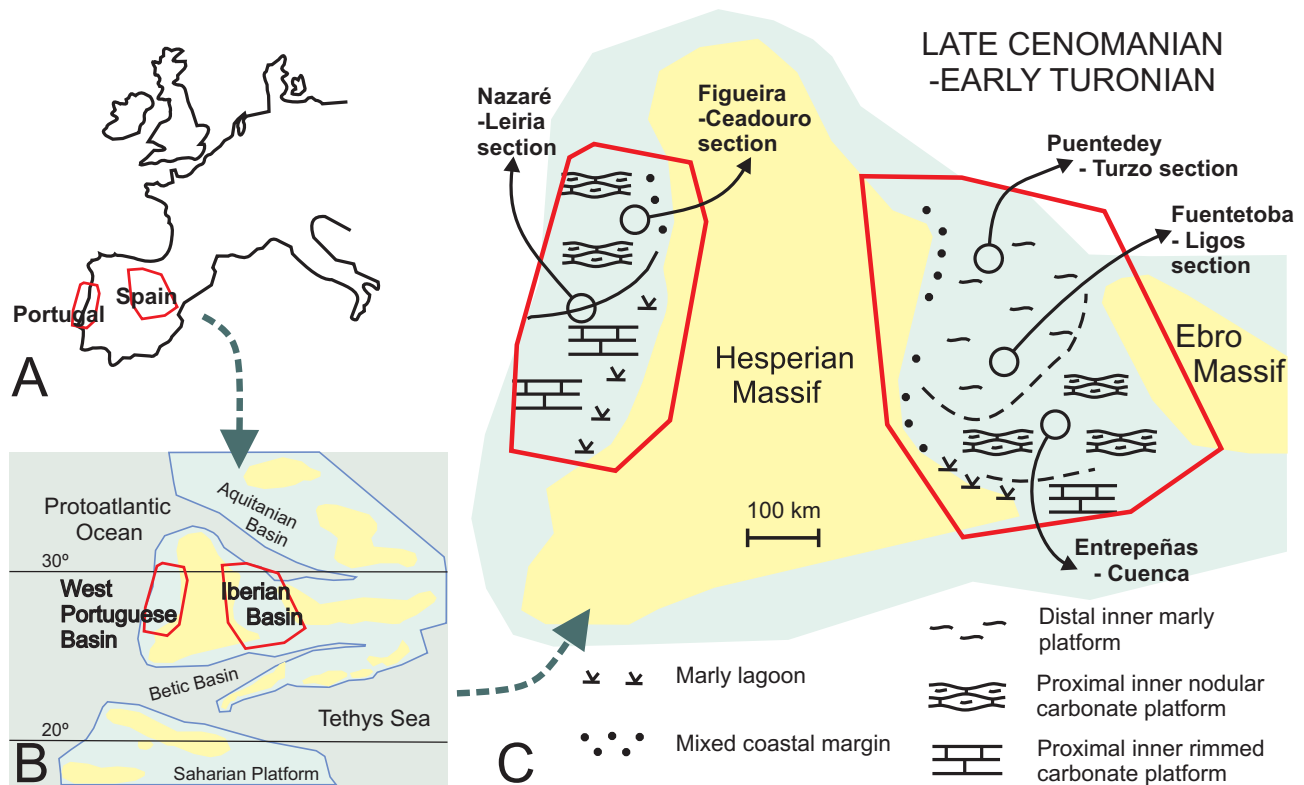 LATE CENOMANIAN
-EARLY TURONIAN
Nazaré
-Leiria
section
Figueira
-Ceadouro
section
Puentedey
- Turzo section
Fuentetoba
- Ligos
section
Portugal
Spain
A
Hesperian
Massif
Ebro
Massif
100 km
Entrepeñas
- Cuenca
Protoatlantic
Ocean
Aquitanian
Basin
30º
West
Portuguese
Basin
Iberian
Basin
Betic Basin
Tethys Sea
20º
Saharian Platform
B
C
Marly lagoon
Mixed coastal margin
Distal inner marly
platform
Proximal inner nodular
carbonate platform
Proximal inner rimmed
carbonate platform